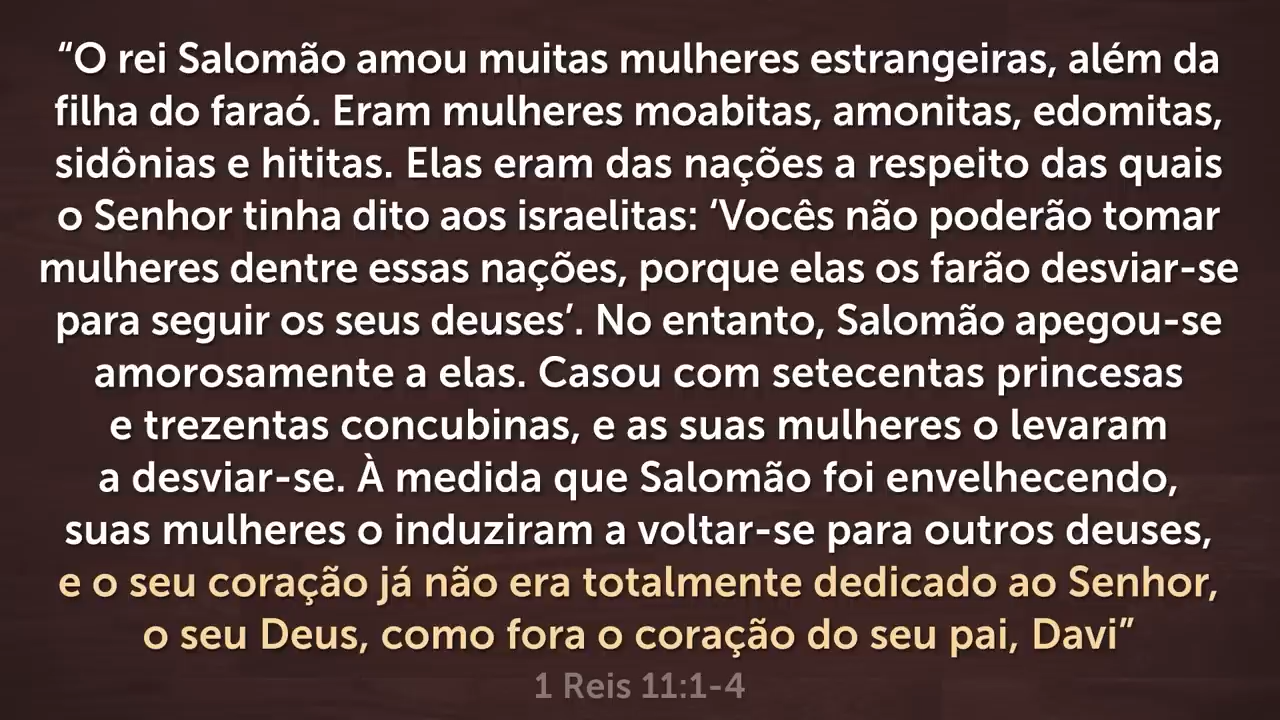 “O rei Salomão amou muitas mulheres estrangeiras, além da
filha do faraó. Eram mulheres moabitas, amonitas, edomitas,
sidônias e hititas. Elas eram das nações a respeito das quais
o Senhor tinha dito aos israelitas: ‘Vocês não poderão tomar
mulheres dentre essas nações, porque elas os farão desviar-se
para seguir os seus deuses’. No entanto, Salomão apegou-se
amorosamente a elas. Casou com setecentas princesas
e trezentas concubinas, e as suas mulheres o levaram
a desviar-se. À medida que Salomão foi envelhecendo,
suas mulheres o induziram a voltar-se para outros deuses,
e o seu coração já não era totalmente dedicado ao Senhor,
o seu Deus, como fora o coração do seu pai, Davi”
1 Reis 11:1-4